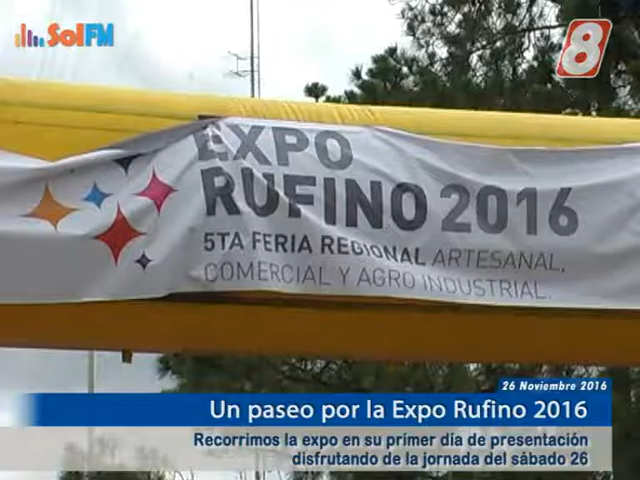 SolFM
8
EXPO
RUFINO 2016
5TA FERIA REGIONAL ARTESANAL,
COMERCIAL Y AGRO INDUSTRIAL.
26 Noviembre 2016
Un paseo por la Expo Rufino 2016
Recorrimos la expo en su primer día de presentación
disfrutando de la jornada del sábado 26